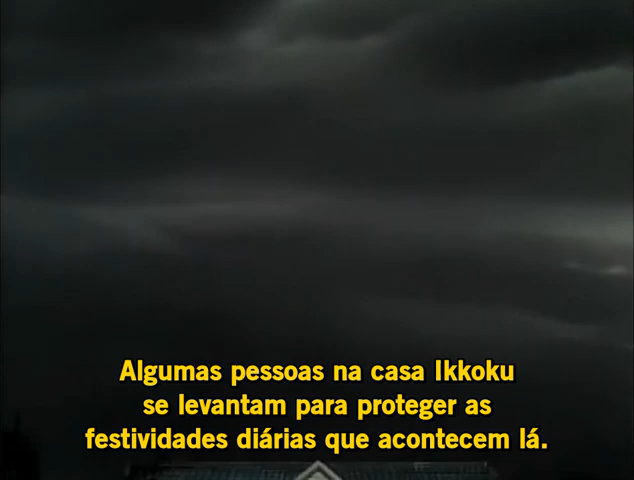 Algumas pessoas na casa Ikkoku
se levantam para proteger as
festividades diárias que acontecem lá.